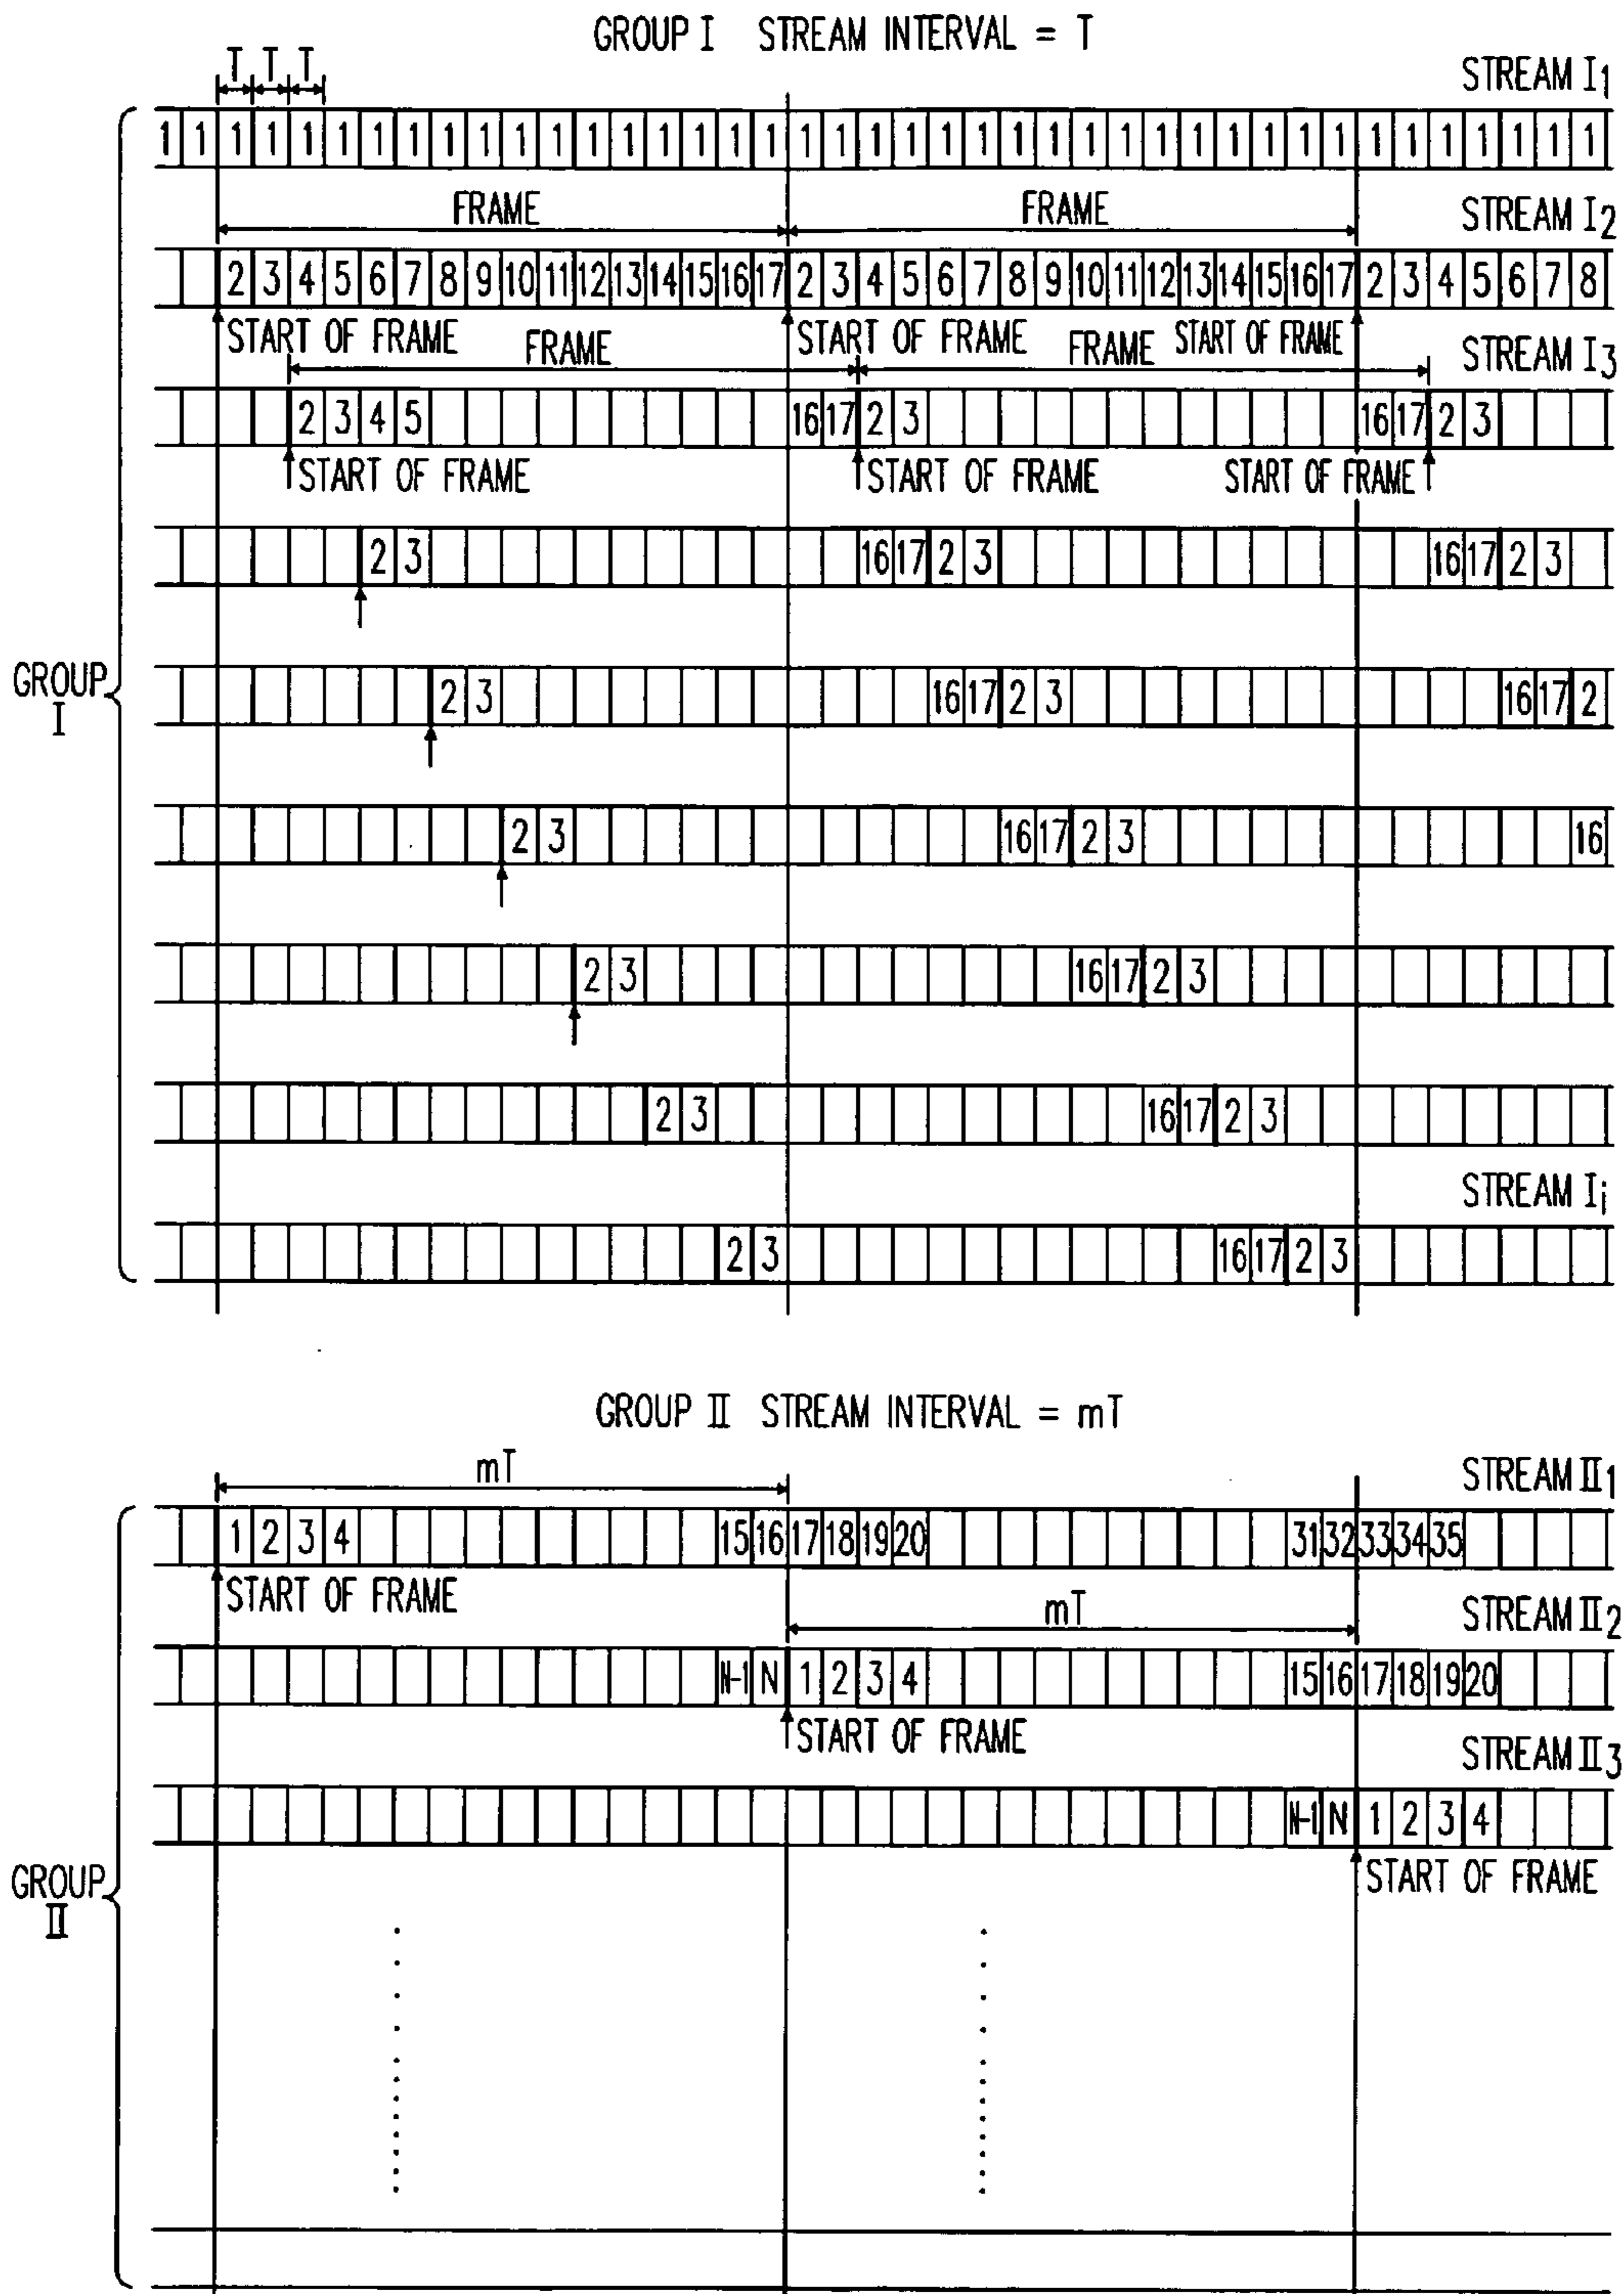 GROUP I STREAM INTERVAL = T
T T T
STREAM I1
1 1 1 1 1 1 1 1 1 1 1 1 1 1 1 1 1 1 1 1 1 1 1 1 1 1 1 1 1 1 1 1 1 1 1 1 1 1 1 1 1
FRAME FRAME
STREAM I2
2 3 4 5 6 7 8 9 10 11 12 13 14 15 16 17 2 3 4 5 6 7 8 9 10 11 12 13 14 15 16 17 2 3 4 5 6 7 8
START OF FRAME START OF FRAME START OF FRAME
FRAME FRAME
STREAM I3
2 3 4 5 16 17 2 3 16 17 2 3
START OF FRAME START OF FRAME START OF FRAME
2 3 16 17 2 3 16 17 2 3
GROUP
I
2 3 16 17 2 3 16 17 2
2 3 16 17 2 3 16
2 3 16 17 2 3
2 3 16 17 2 3
STREAM Ii
2 3 16 17 2 3
GROUP II STREAM INTERVAL = mT
mT
STREAM II1
1 2 3 4 15 16 17 18 19 20 31 32 33 34 35
START OF FRAME
mT
STREAM II2
N-1 N 1 2 3 4 15 16 17 18 19 20
START OF FRAME
STREAM II3
N-1 N 1 2 3 4
START OF FRAME
GROUP
II